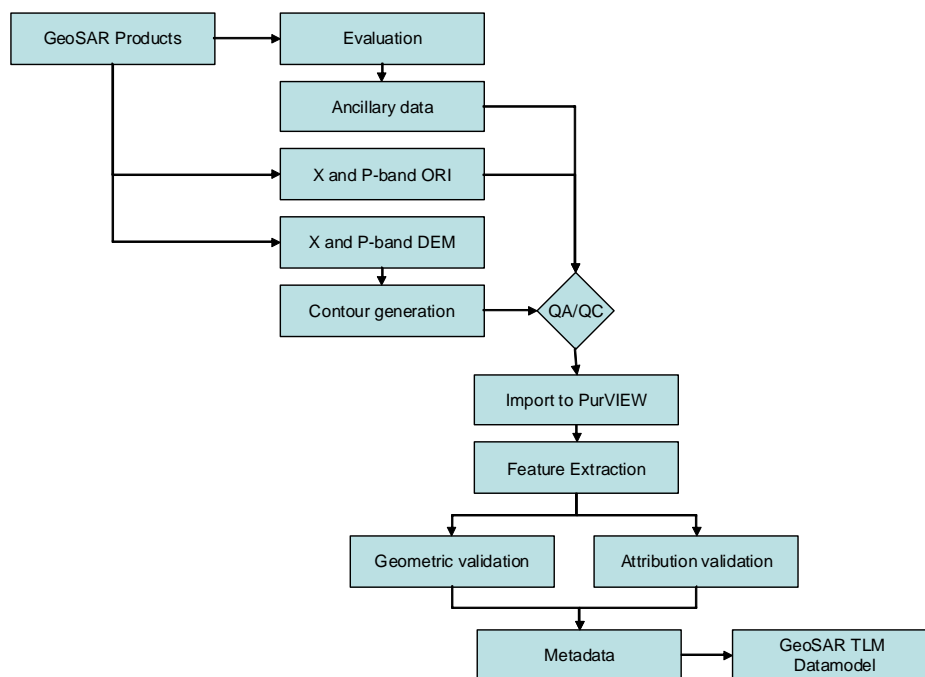 GeoSAR Products
Evaluation
Ancillary data
X and P-band ORI
X and P-band DEM
Contour generation
QA/QC
Import to PurVIEW
Feature Extraction
Geometric validation
Attribution validation
Metadata
GeoSAR TLM
Datamodel